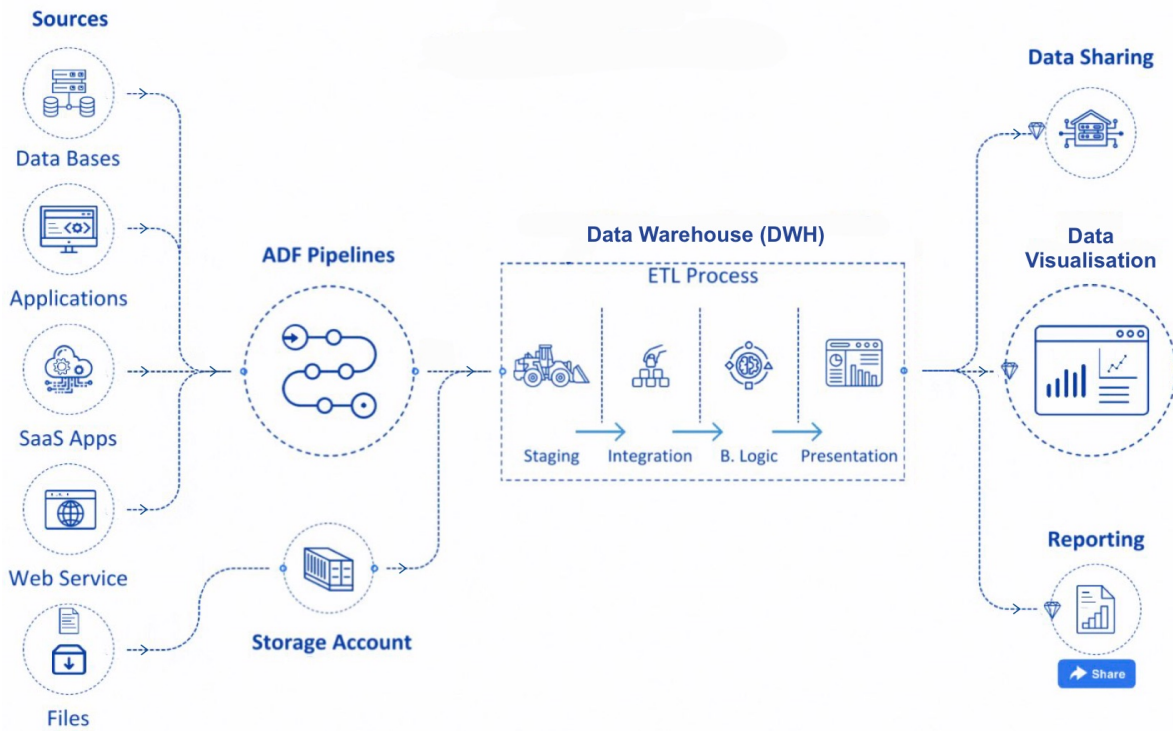 Sources
Data Bases
Applications
SaaS Apps
Web Service
Files
ADF Pipelines
Storage Account
Data Warehouse (DWH)
ETL Process
Staging
Integration
B. Logic
Presentation
Data Sharing
Data
Visualisation
Reporting
Share